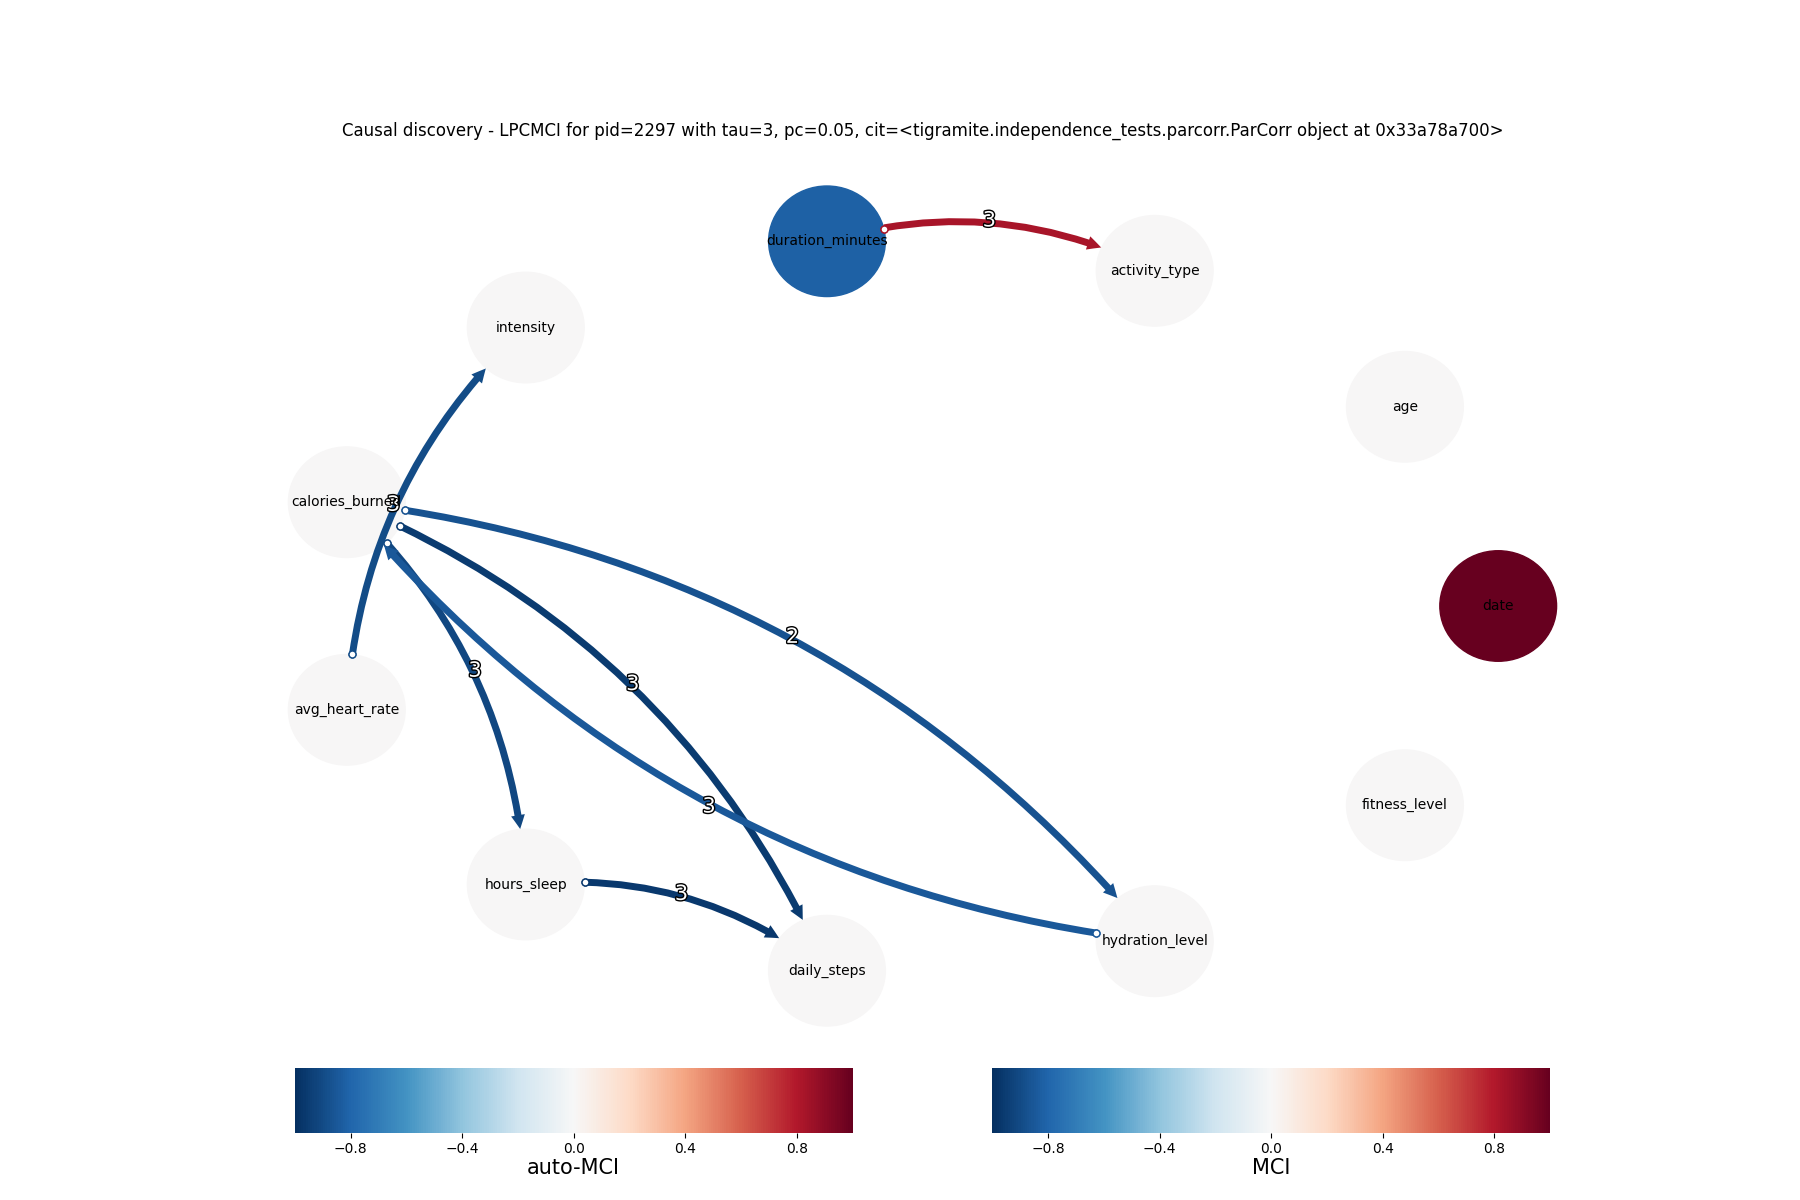 Causal discovery - LPCMCI for pid=2297 with tau=3, pc=0.05, cit=<tigramite.independence_tests.parcorr.ParCorr object at 0x33a78a700>
duration_minutes
3
activity_type
intensity
age
calories_burned
3
date
2
3
3
avg_heart_rate
3
fitness_level
hours_sleep
3
hydration_level
daily_steps
−0.8 −0.4 0.0 0.4 0.8
auto-MCI
−0.8 −0.4 0.0 0.4 0.8
MCI